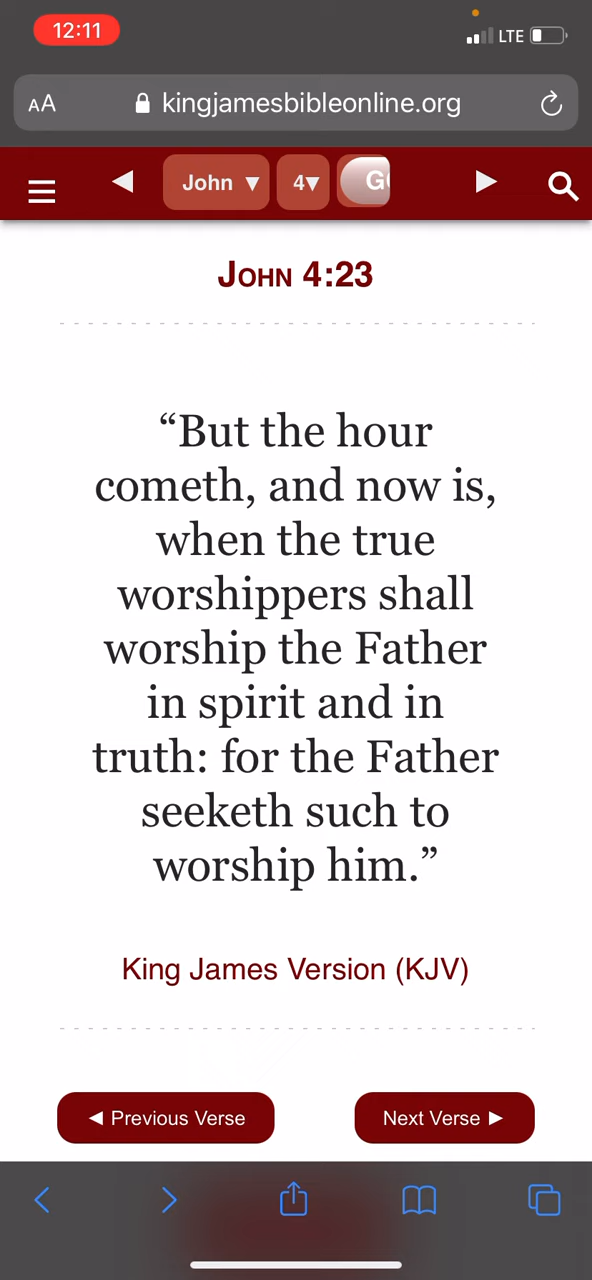 12:11
LTE
AA kingjamesbibleonline.org
John ▼ 4▼
John 4:23
“But the hour
cometh, and now is,
when the true
worshippers shall
worship the Father
in spirit and in
truth: for the Father
seeketh such to
worship him.”
King James Version (KJV)
◄ Previous Verse Next Verse ►